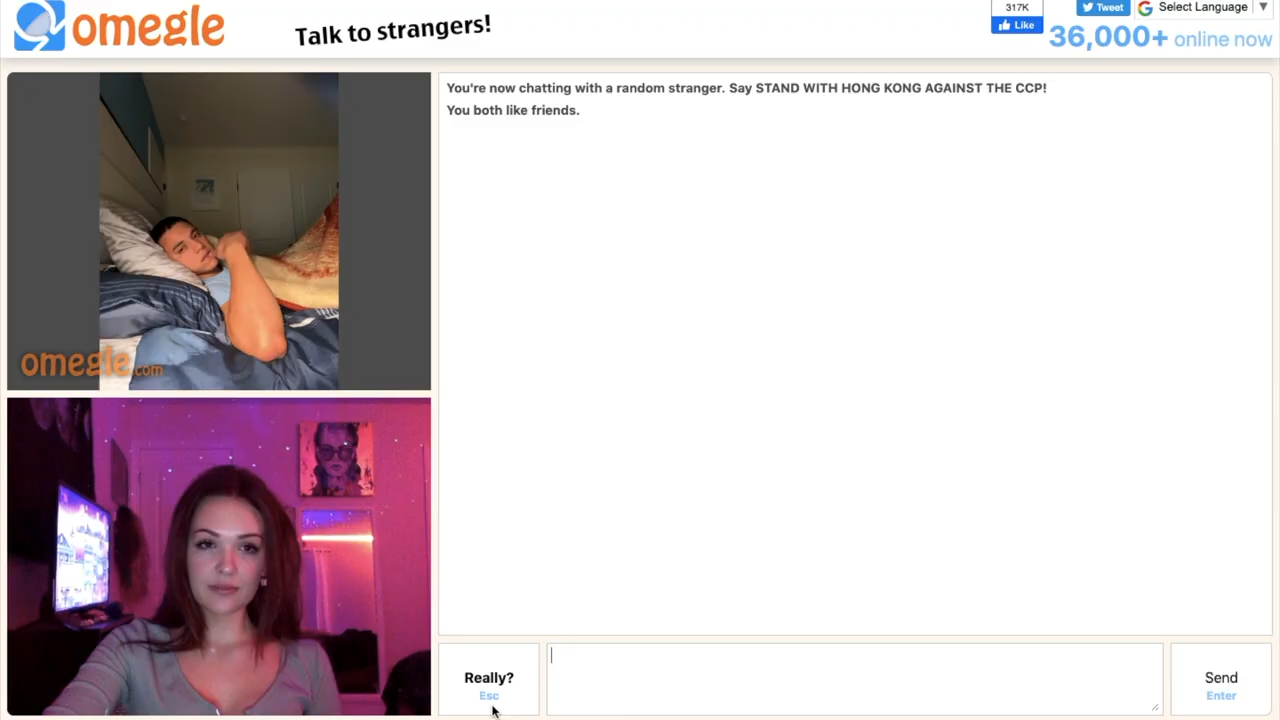 omegle
Talk to strangers!
317K
Like
Tweet
Select Language ▼
36,000+ online now
You're now chatting with a random stranger. Say STAND WITH HONG KONG AGAINST THE CCP!
You both like friends.
omegle.com
Really?
Esc
Send
Enter